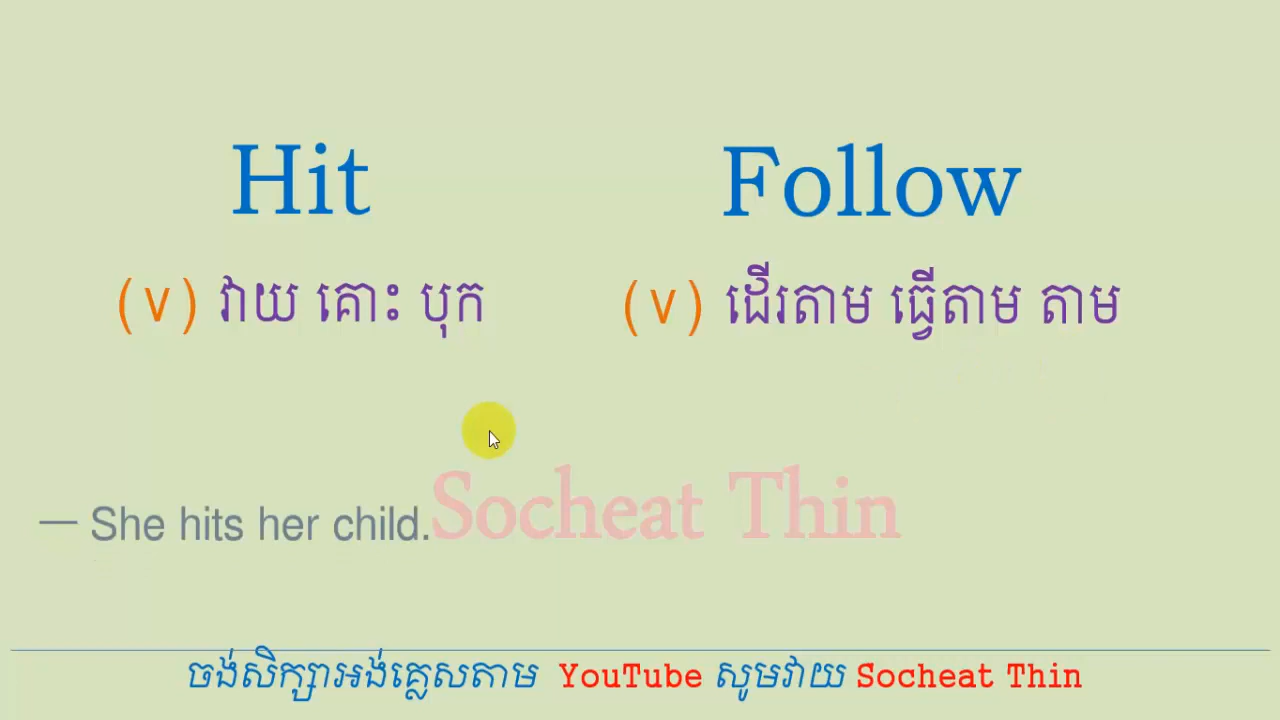 Hit
Follow
(v) វាយ គោះ បុក
(v) ដើរតាម ធ្វើតាម តាម
— She hits her child.
Socheat Thin
ចង់សិក្សាអង់គ្លេសតាម YouTube សូមវាយ Socheat Thin